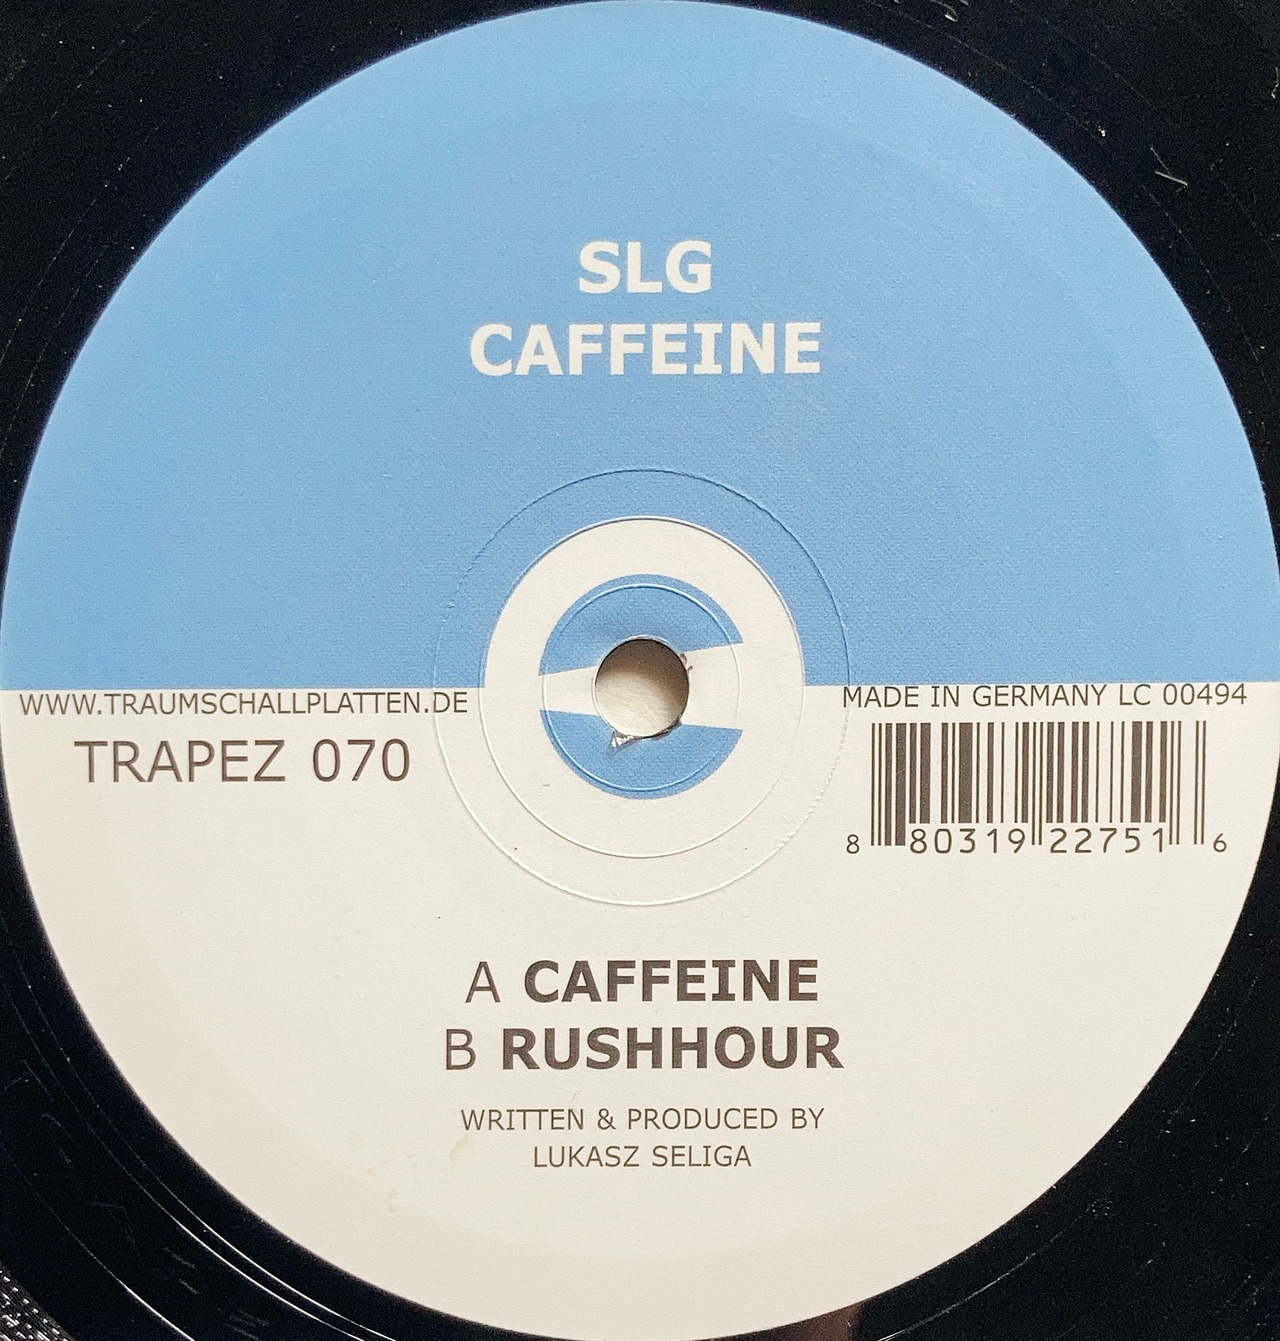 SLG
CAFFEINE
WWW.TRAUMSCHALLPLATTEN.DE
TRAPEZ 070
MADE IN GERMANY LC 00494
8 80319 22751 6
A CAFFEINE
B RUSHHOUR
WRITTEN & PRODUCED BY
LUKASZ SELIGA